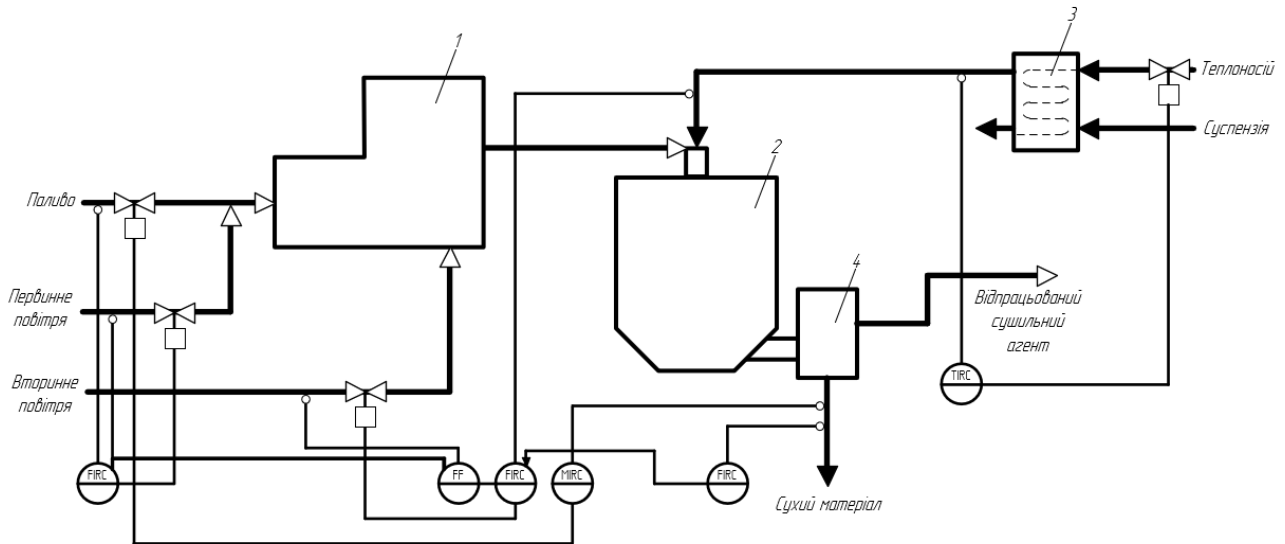 1
3
Теплоносій
Суспензія
2
Паливо
4
Первинне
повітря
Відпрацьований
сушильний
агент
Вторинне
повітря
TIRC
FIRC
FF
FIRC
MIRC
FIRC
Сухий матеріал